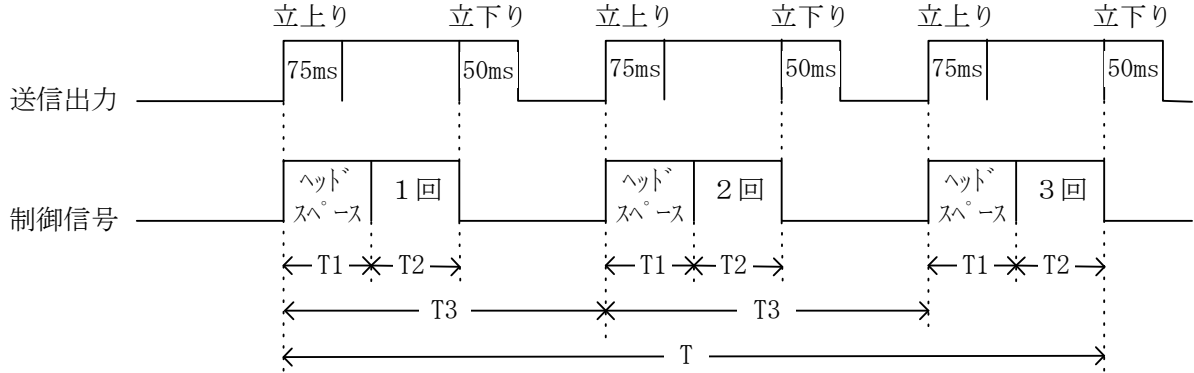 立上り 立下り 立上り 立下り 立上り 立下り
75ms 50ms 75ms 50ms 75ms 50ms
送信出力
ヘッド
スペース
1回
ヘッド
スペース
2回
ヘッド
スペース
3回
制御信号
T1 T2 T1 T2 T1 T2
T3 T3
T